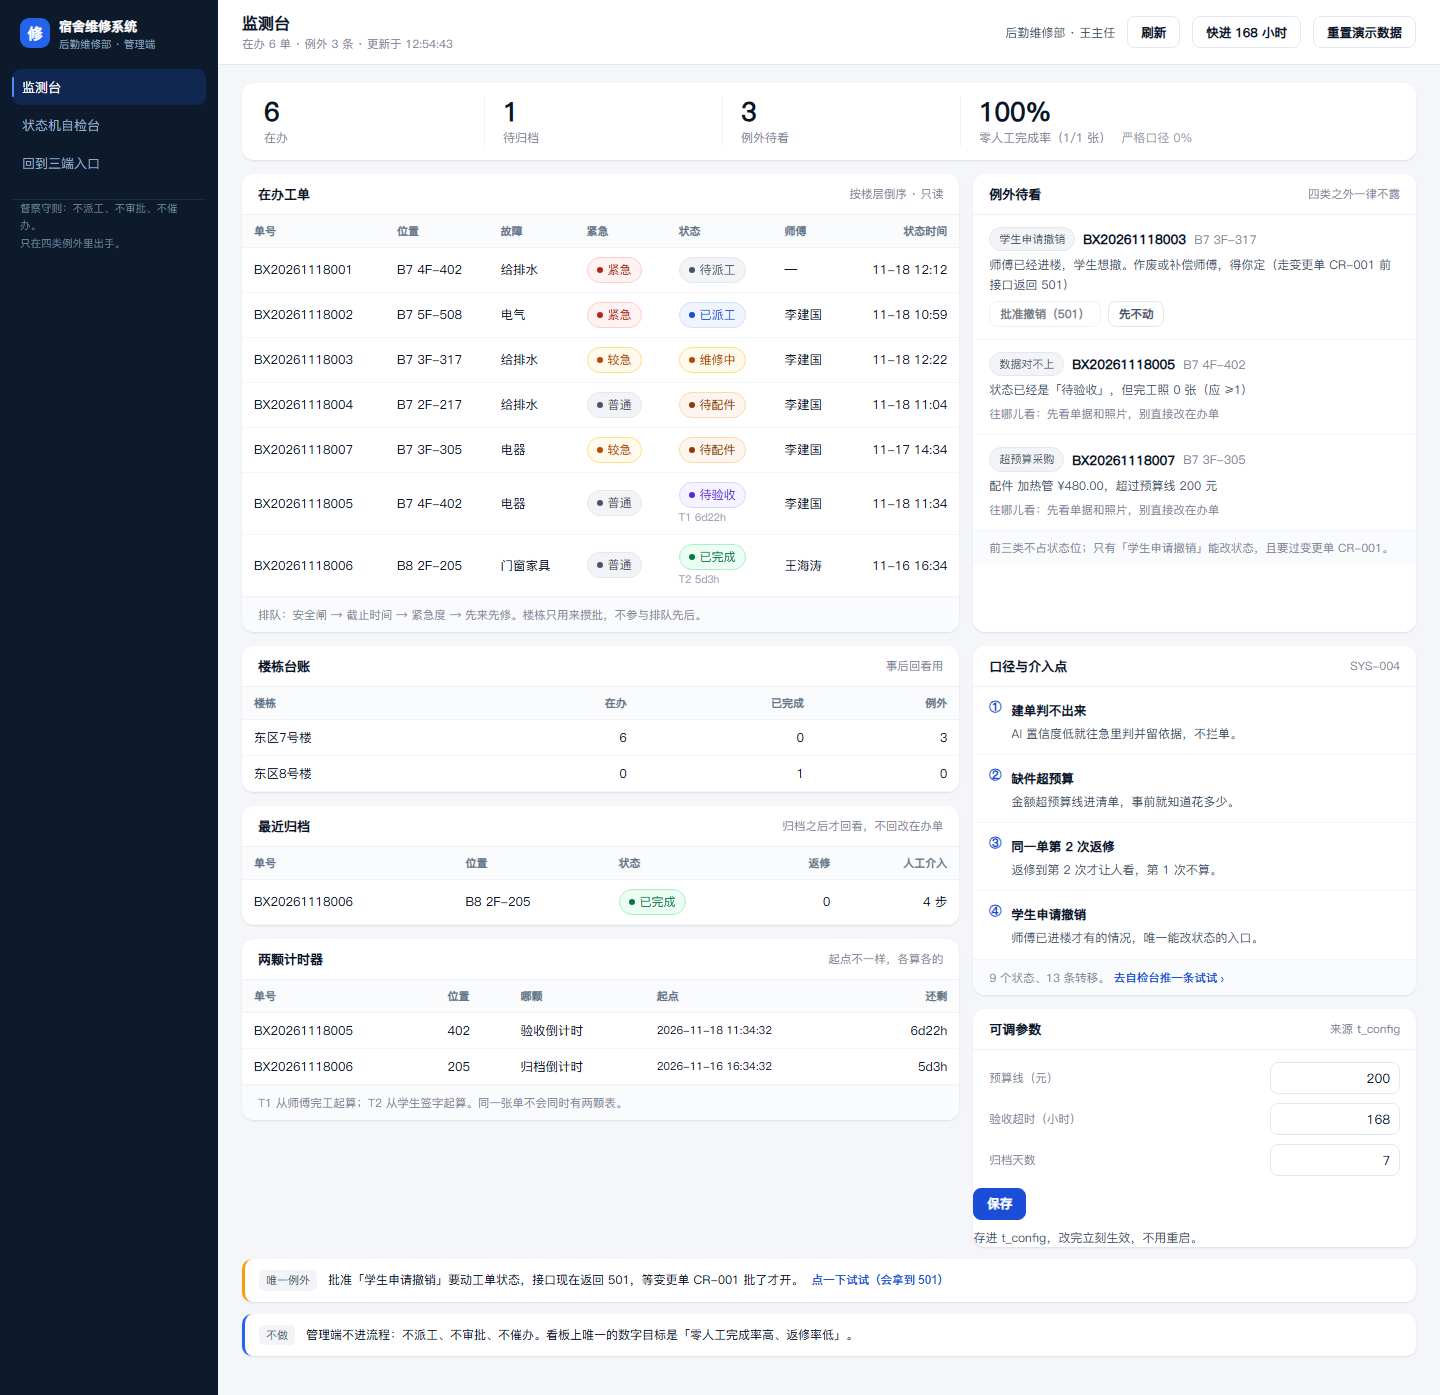 修
宿舍维修系统
后勤维修部 · 管理端
监测台
状态机自检台
回到三端入口
督察守则：不派工、不审批、不催
办。
只在四类例外里出手。
监测台
在办 6 单 · 例外 3 条 · 更新于 12:54:43
后勤维修部 · 王主任
刷新
快进 168 小时
重置演示数据
6
在办
1
待归档
3
例外待看
100%
零人工完成率（1/1 张） 严格口径 0%
在办工单 按楼层倒序 · 只读
单号 位置 故障 紧急 状态 师傅 状态时间
BX20261118001 B7 4F-402 给排水 紧急 待派工 — 11-18 12:12
BX20261118002 B7 5F-508 电气 紧急 已派工 李建国 11-18 10:59
BX20261118003 B7 3F-317 给排水 较急 维修中 李建国 11-18 12:22
BX20261118004 B7 2F-217 给排水 普通 待配件 李建国 11-18 11:04
BX20261118007 B7 3F-305 电器 较急 待配件 李建国 11-17 14:34
BX20261118005 B7 4F-402 电器 普通 待验收 李建国 11-18 11:34
T1 6d22h
BX20261118006 B8 2F-205 门窗家具 普通 已完成 王海涛 11-16 16:34
T2 5d3h
排队：安全闸 → 截止时间 → 紧急度 → 先来先修。楼栋只用来攒批，不参与排队先后。
例外待看 四类之外一律不露
学生申请撤销 BX20261118003 B7 3F-317
师傅已经进楼，学生想撤。作废或补偿师傅，得你定（走变更单 CR-001 前
接口返回 501）
批准撤销（501） 先不动
数据对不上 BX20261118005 B7 4F-402
状态已经是「待验收」，但完工照 0 张（应 ≥1）
往哪儿看：先看单据和照片，别直接改在办单
超预算采购 BX20261118007 B7 3F-305
配件 加热管 ¥480.00，超过预算线 200 元
往哪儿看：先看单据和照片，别直接改在办单
前三类不占状态位；只有「学生申请撤销」能改状态，且要过变更单 CR-001。
楼栋台账 事后回看用
楼栋 在办 已完成 例外
东区7号楼 6 0 3
东区8号楼 0 1 0
最近归档 归档之后才回看，不回改在办单
单号 位置 状态 返修 人工介入
BX20261118006 B8 2F-205 已完成 0 4 步
两颗计时器 起点不一样，各算各的
单号 位置 哪颗 起点 还剩
BX20261118005 402 验收倒计时 2026-11-18 11:34:32 6d22h
BX20261118006 205 归档倒计时 2026-11-16 16:34:32 5d3h
T1 从师傅完工起算；T2 从学生签字起算。同一张单不会同时有两颗表。
口径与介入点 SYS-004
① 建单判不出来
AI 置信度低就往急里判并留依据，不拦单。
② 缺件超预算
金额超预算线进清单，事前就知道花多少。
③ 同一单第 2 次返修
返修到第 2 次才让人看，第 1 次不算。
④ 学生申请撤销
师傅已进楼才有的情况，唯一能改状态的入口。
9 个状态、13 条转移。 去自检台推一条试试 ›
可调参数 来源 t_config
预算线（元） 200
验收超时（小时） 168
归档天数 7
保存
存进 t_config，改完立刻生效，不用重启。
唯一例外 批准「学生申请撤销」要动工单状态，接口现在返回 501，等变更单 CR-001 批了才开。 点一下试试（会拿到 501）
不做 管理端不进流程：不派工、不审批、不催办。看板上唯一的数字目标是「零人工完成率高、返修率低」。